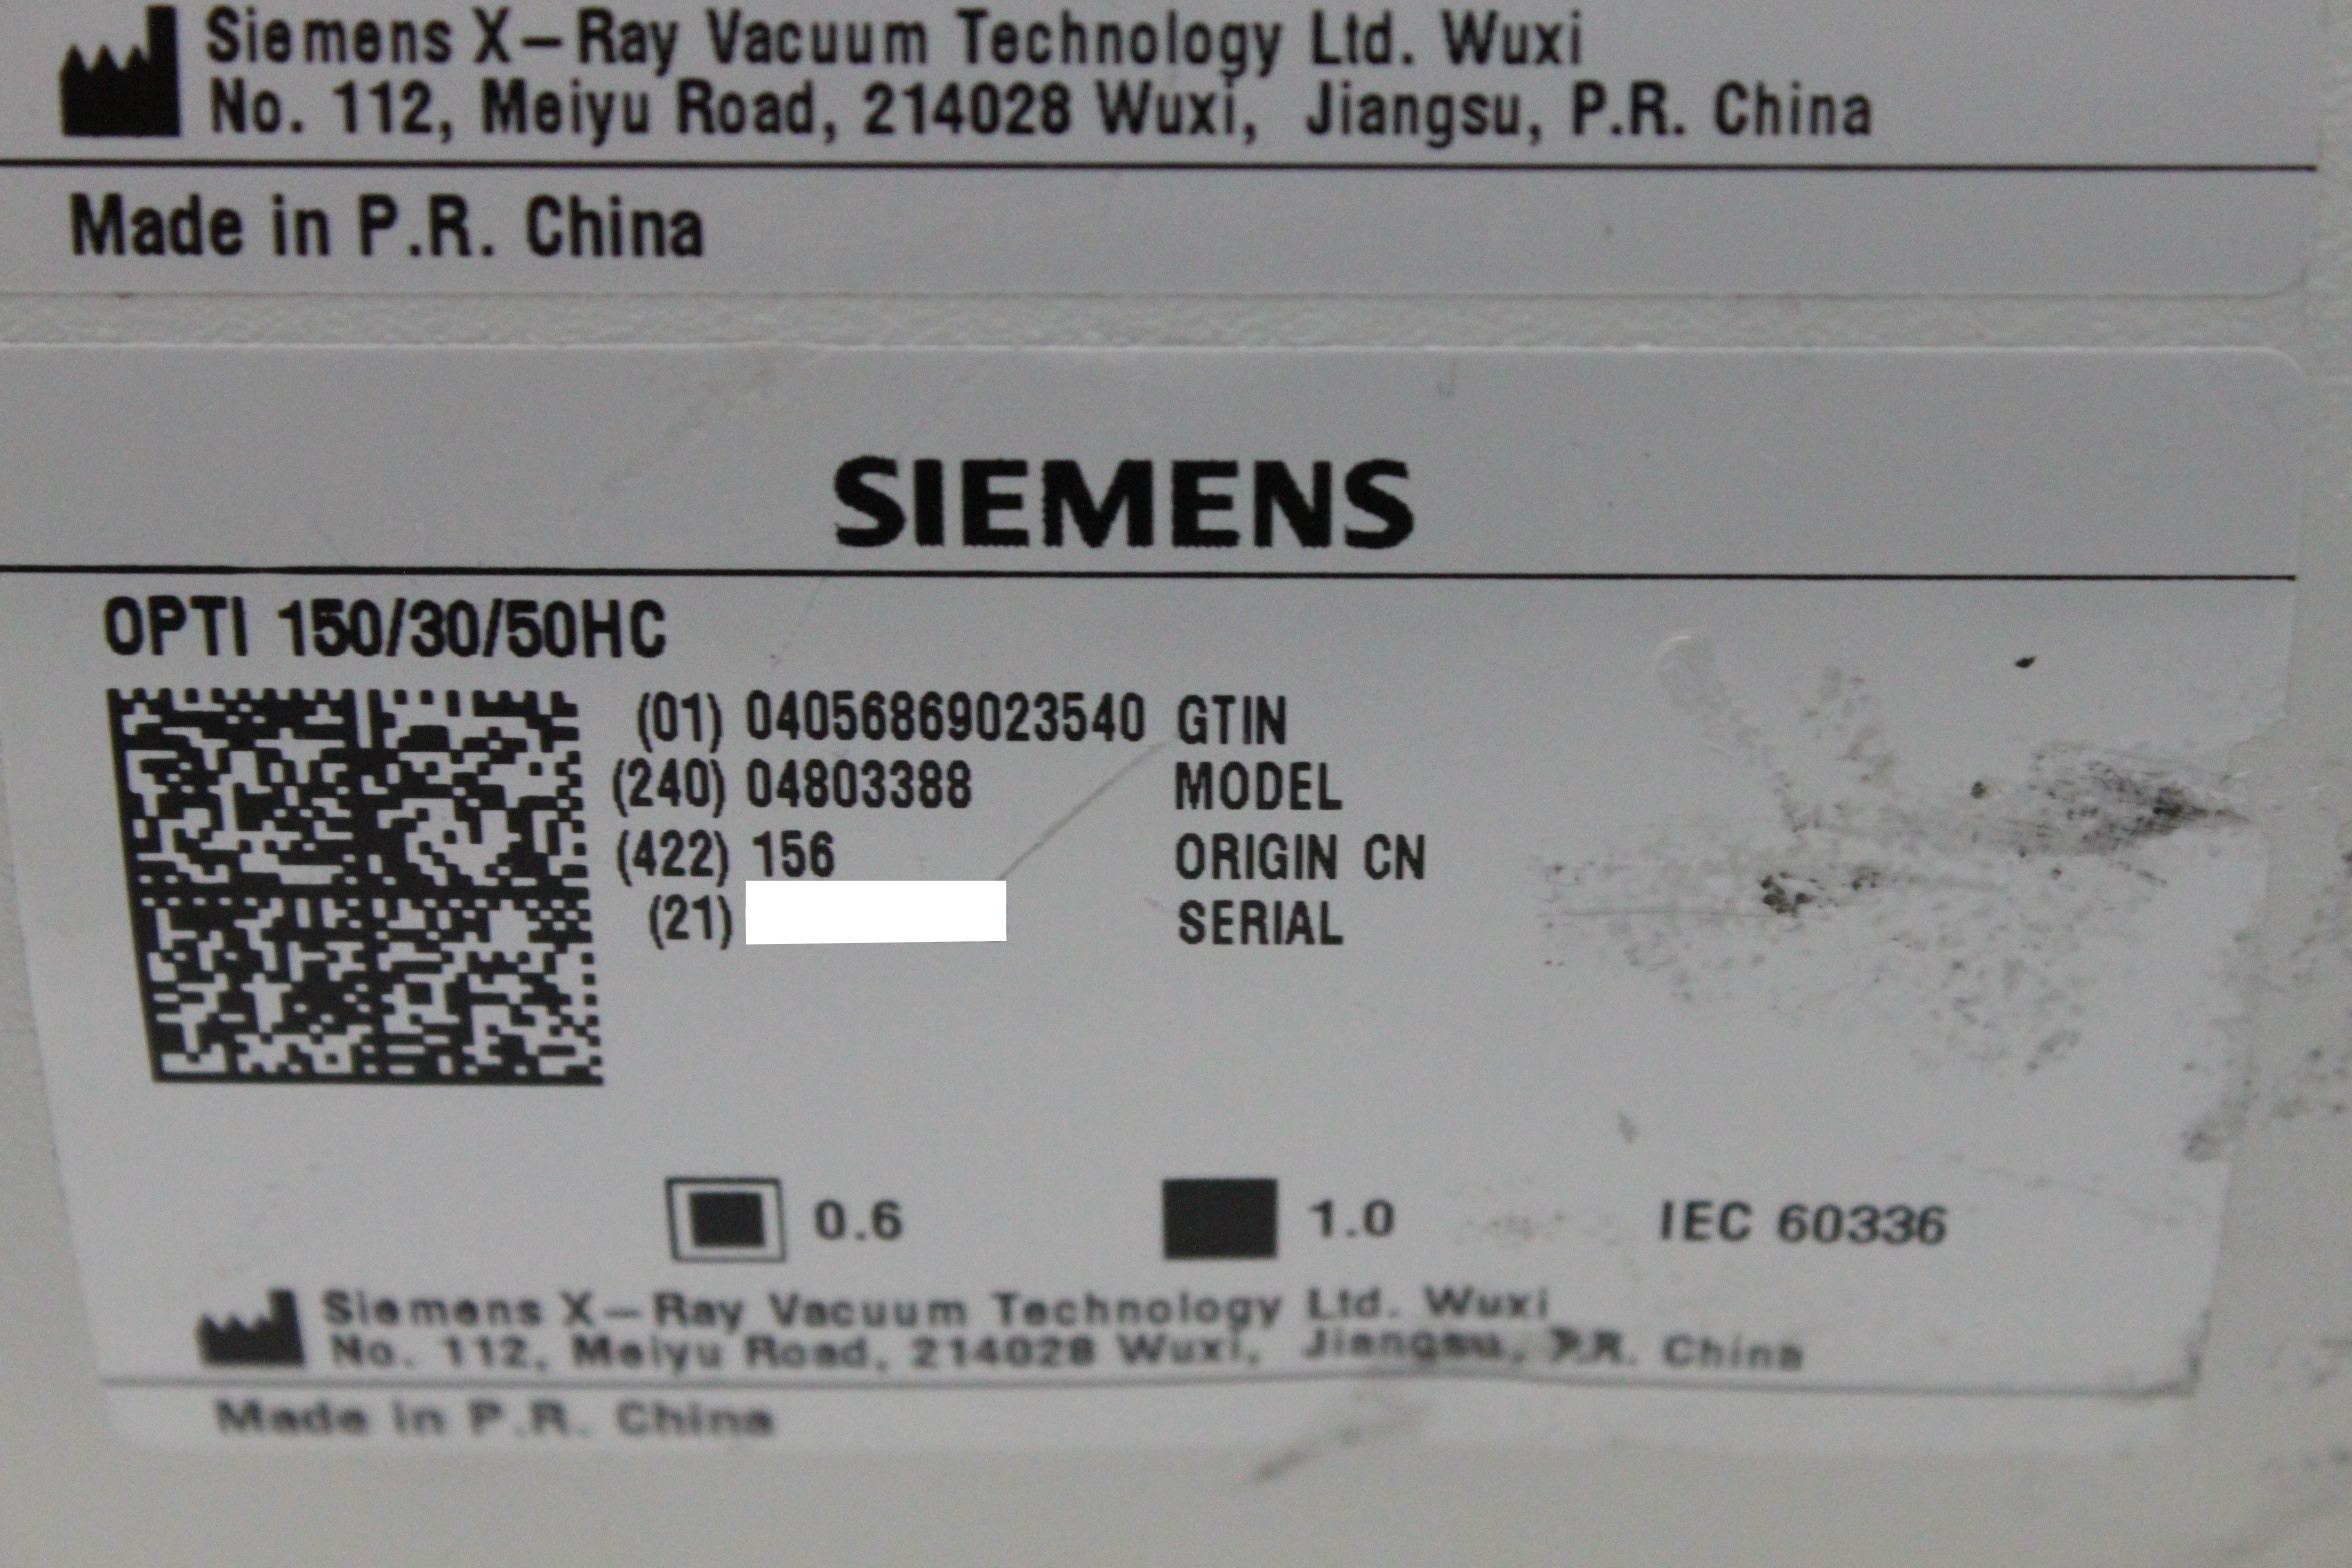 Siemens X-Ray Vacuum Technology Ltd. Wuxi
No. 112, Meiyu Road, 214028 Wuxi, Jiangsu, P.R. China
Made in P.R. China
SIEMENS
OPTI 150/30/50HC
(01) 04056869023540 GTIN
(240) 04803388 MODEL
(422) 156 ORIGIN CN
(21) SERIAL
0.6 1.0 IEC 60336
Siemens X-Ray Vacuum Technology Ltd. Wuxi
No. 112, Meiyu Road, 214028 Wuxi, Jiangsu, P.R. China
Made in P.R. China